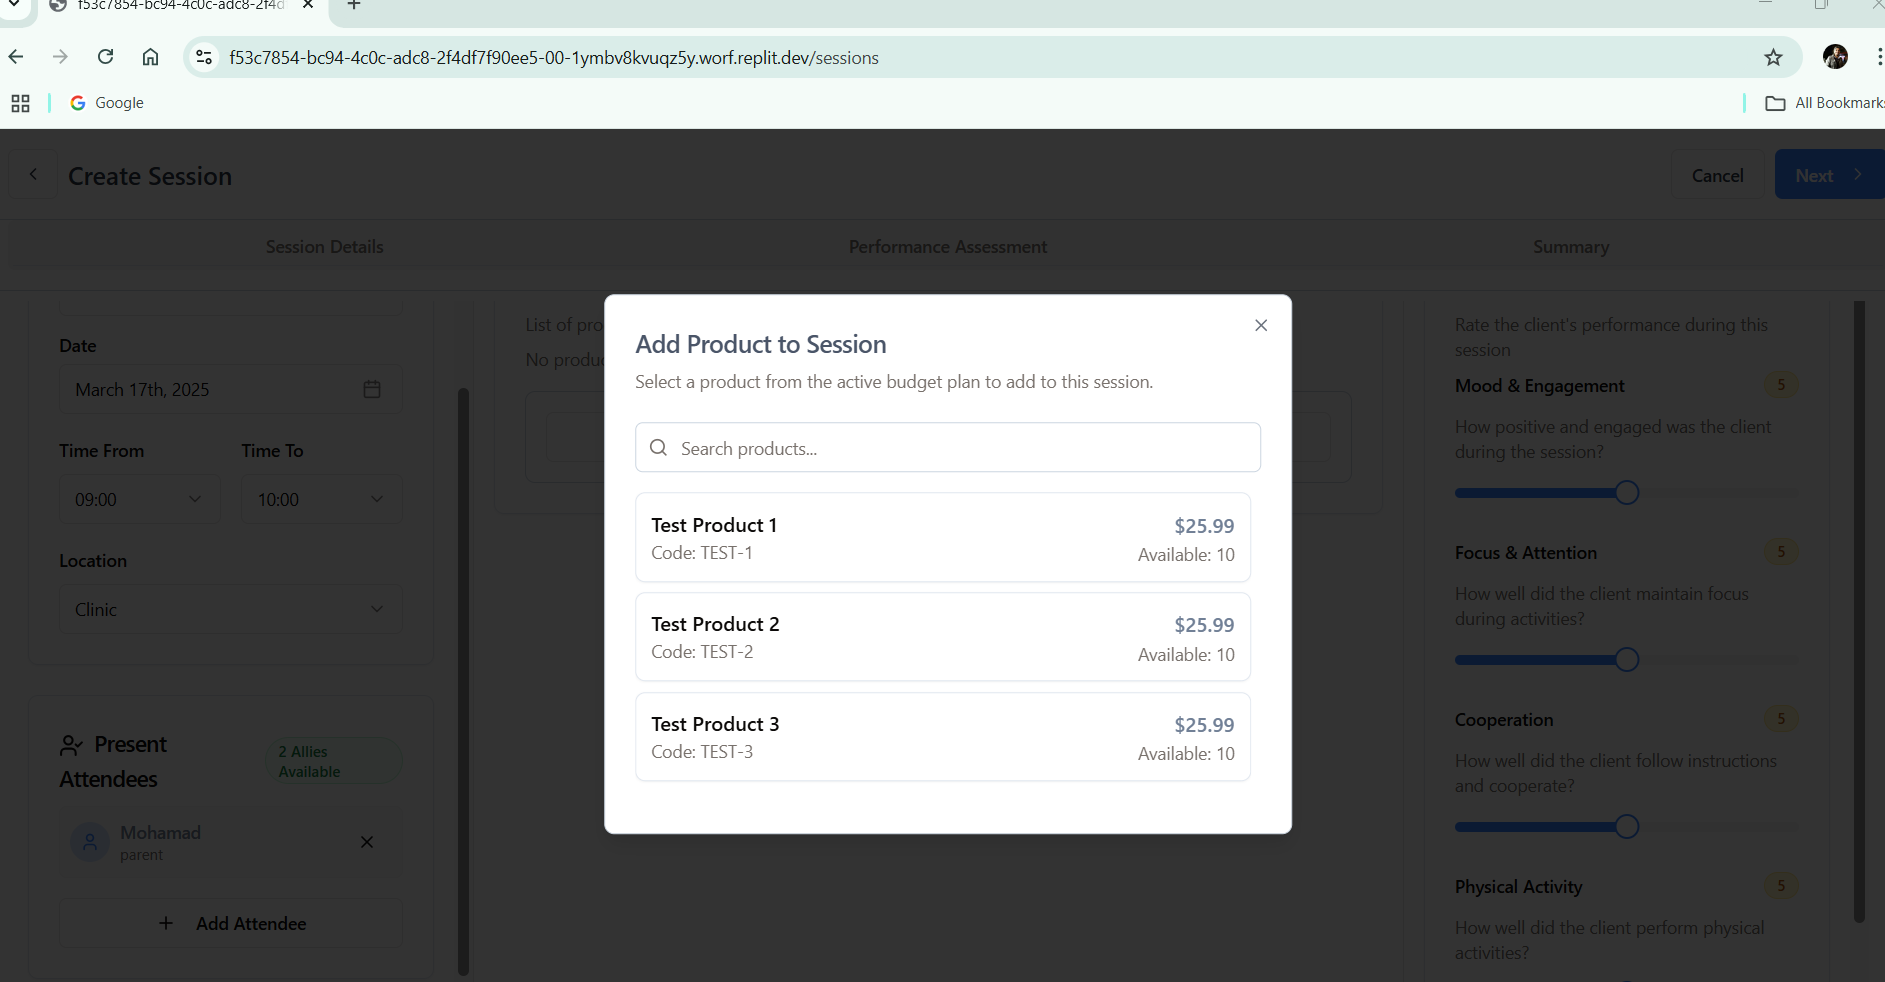 f53c7854-bc94-4c0c-adc8-2f4d
f53c7854-bc94-4c0c-adc8-2f4df7f90ee5-00-1ymbv8kvuqz5y.worf.replit.dev/sessions
Google
All Bookmarks
Create Session
Cancel
Next
Session Details
Performance Assessment
Summary
Date
March 17th, 2025
Time From
Time To
09:00
10:00
Location
Clinic
Present
Attendees
2 Allies
Available
Mohamad
parent
Add Attendee
List of pro
No produc
Add Product to Session
Select a product from the active budget plan to add to this session.
Search products...
Test Product 1
$25.99
Code: TEST-1
Available: 10
Test Product 2
$25.99
Code: TEST-2
Available: 10
Test Product 3
$25.99
Code: TEST-3
Available: 10
Rate the client's performance during this
session
Mood & Engagement
5
How positive and engaged was the client
during the session?
Focus & Attention
5
How well did the client maintain focus
during activities?
Cooperation
5
How well did the client follow instructions
and cooperate?
Physical Activity
5
How well did the client perform physical
activities?